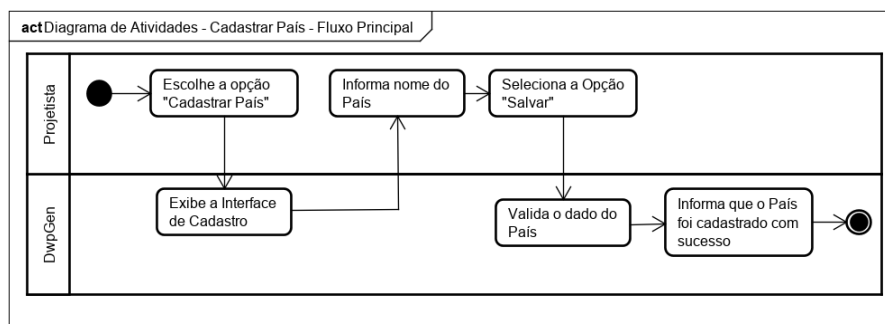 act Diagrama de Atividades - Cadastrar País - Fluxo Principal
Projetista
Escolhe a opção
"Cadastrar País"
Informa nome do
País
Seleciona a Opção
"Salvar"
DwpGen
Exibe a Interface
de Cadastro
Valida o dado do
País
Informa que o País
foi cadastrado com
sucesso